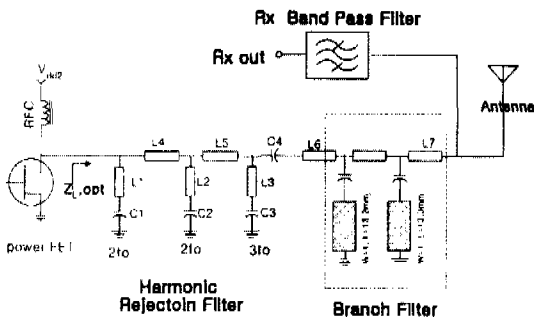 Rx Band Pass Filter
Rx out
Antenna
RFC
L4
L5
C4
L6
L7
L1
L2
L3
C1
C2
C3
power FET
2fo
2fo
3fo
Harmonic
Rejectoin Filter
Branch Filter